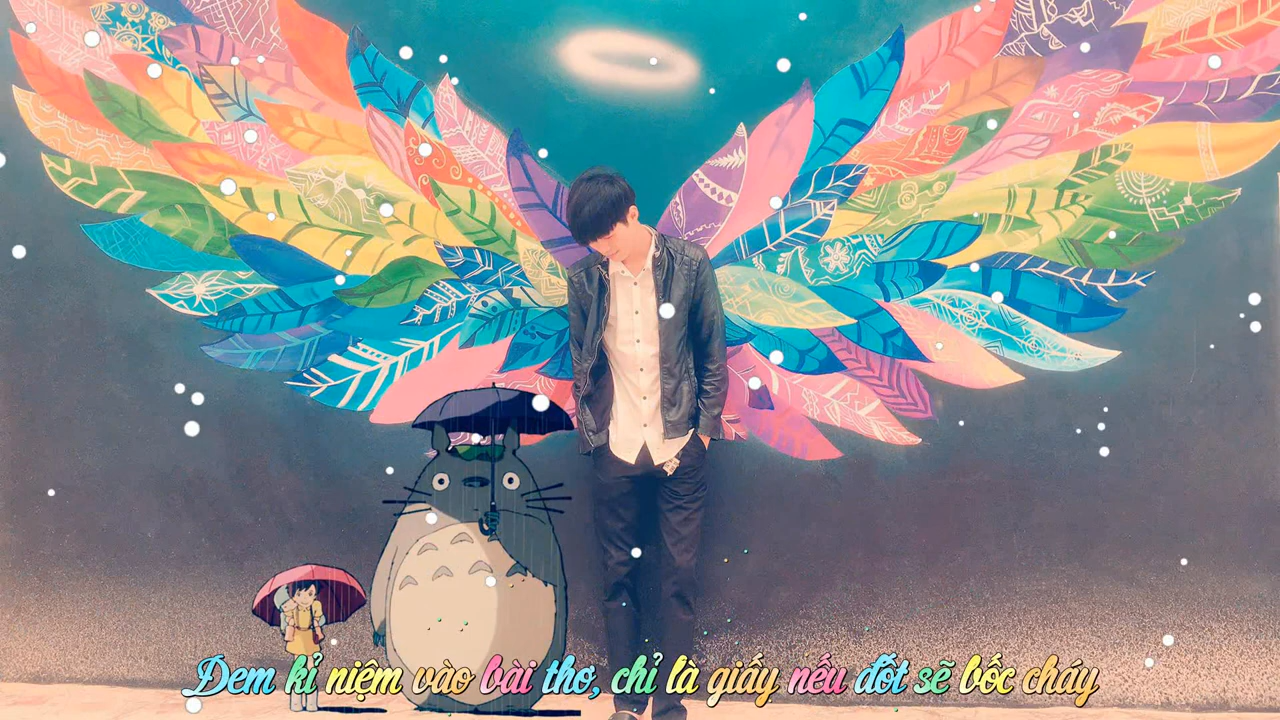 Đem kỉ niệm vào bài thơ, chỉ là giấy nếu đốt sẽ bốc cháy